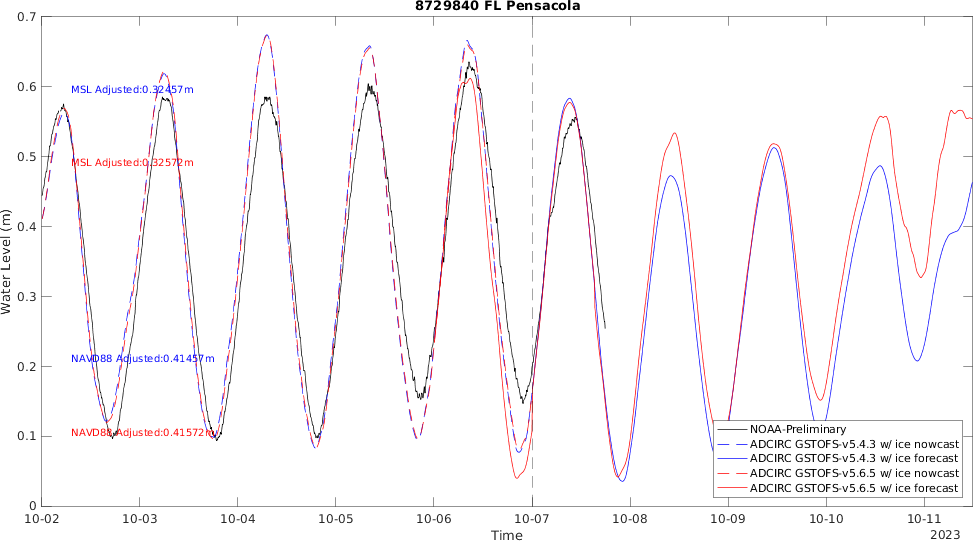 8729840 FL Pensacola
0.7
0.6
0.5
0.4
0.3
0.2
0.1
0
Water Level (m)
MSL Adjusted:0.32457m
MSL Adjusted:0.32572m
NAVD88 Adjusted:0.41457m
NAVD88 Adjusted:0.41572m
NOAA-Preliminary
ADCIRC GSTOFS-v5.4.3 w/ ice nowcast
ADCIRC GSTOFS-v5.4.3 w/ ice forecast
ADCIRC GSTOFS-v5.6.5 w/ ice nowcast
ADCIRC GSTOFS-v5.6.5 w/ ice forecast
10-02 10-03 10-04 10-05 10-06 10-07 10-08 10-09 10-10 10-11
Time
2023